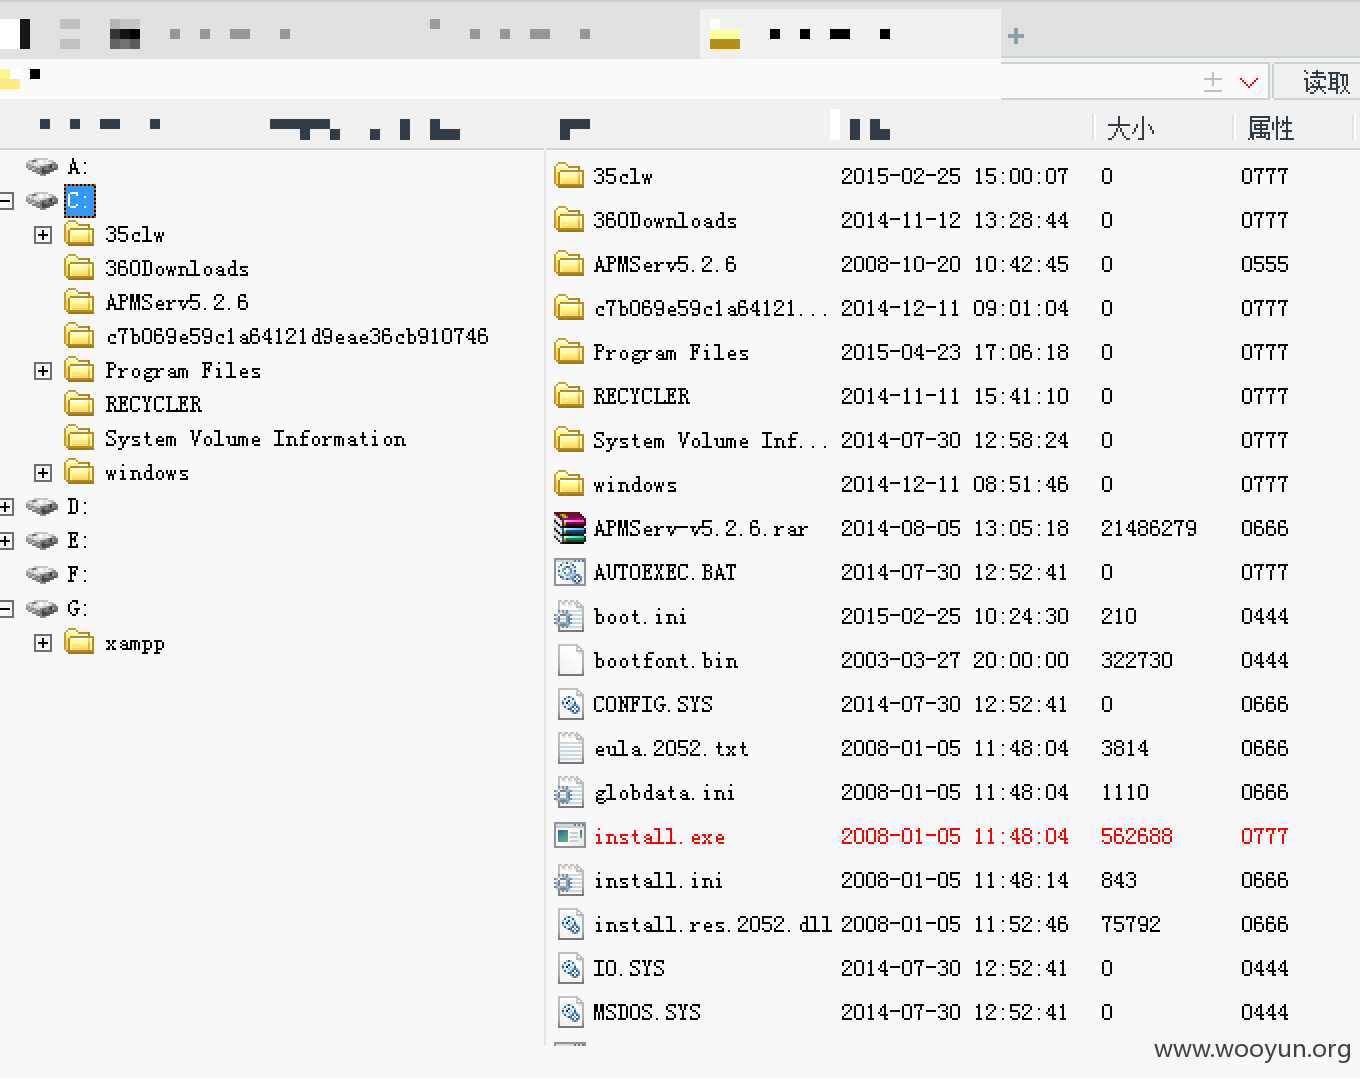 读取
大小 属性
A:
C:
35clw
360Downloads
APMServ5.2.6
c7b069e59c1a64121d9eae36cb910746
Program Files
RECYCLER
System Volume Information
windows
D:
E:
F:
G:
xampp
35clw 2015-02-25 15:00:07 0 0777
360Downloads 2014-11-12 13:28:44 0 0777
APMServ5.2.6 2008-10-20 10:42:45 0 0555
c7b069e59c1a64121... 2014-12-11 09:01:04 0 0777
Program Files 2015-04-23 17:06:18 0 0777
RECYCLER 2014-11-11 15:41:10 0 0777
System Volume Inf... 2014-07-30 12:58:24 0 0777
windows 2014-12-11 08:51:46 0 0777
APMServ-v5.2.6.rar 2014-08-05 13:05:18 21486279 0666
AUTOEXEC.BAT 2014-07-30 12:52:41 0 0777
boot.ini 2015-02-25 10:24:30 210 0444
bootfont.bin 2003-03-27 20:00:00 322730 0444
CONFIG.SYS 2014-07-30 12:52:41 0 0666
eula.2052.txt 2008-01-05 11:48:04 3814 0666
globdata.ini 2008-01-05 11:48:04 1110 0666
install.exe 2008-01-05 11:48:04 562688 0777
install.ini 2008-01-05 11:48:14 843 0666
install.res.2052.dll 2008-01-05 11:52:46 75792 0666
IO.SYS 2014-07-30 12:52:41 0 0444
MSDOS.SYS 2014-07-30 12:52:41 0 0444
www.wooyun.org